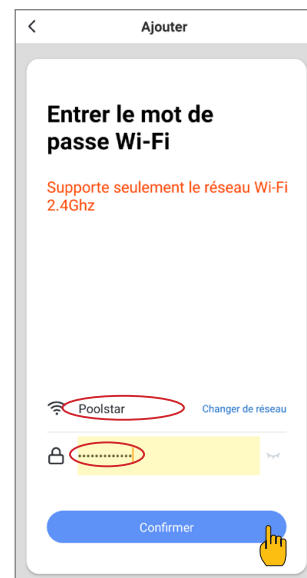 Ajouter
Entrer le mot de
passe Wi-Fi
Supporte seulement le réseau Wi-Fi
2.4Ghz
Poolstar
Changer de réseau
••••••••••••
Confirmer